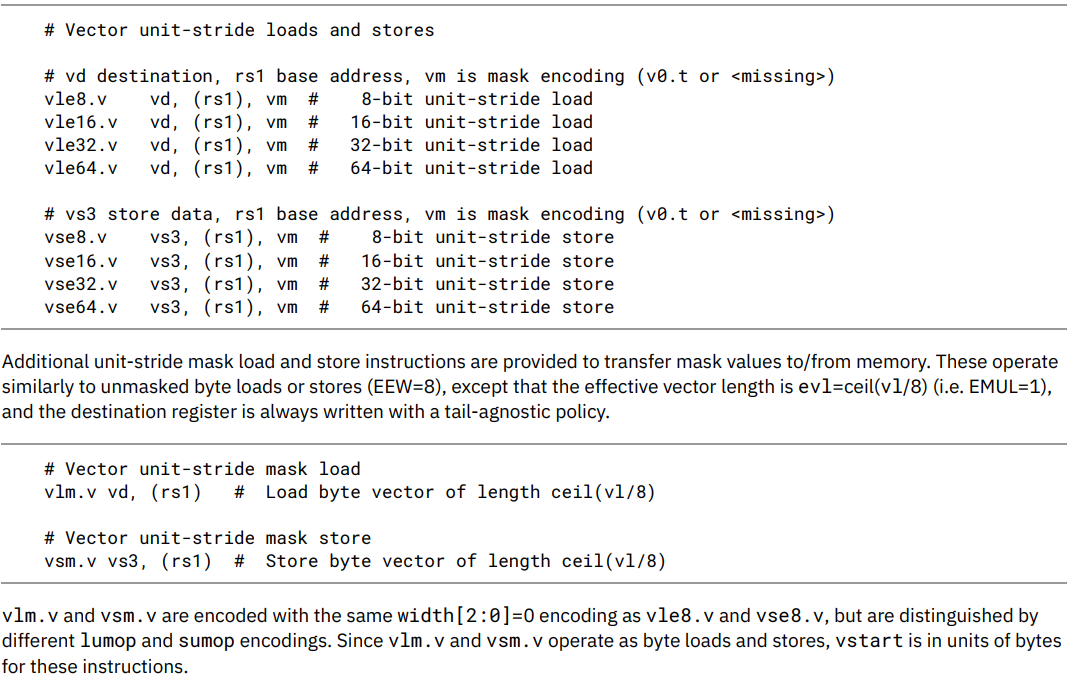 # Vector unit-stride loads and stores
# vd destination, rs1 base address, vm is mask encoding (v0.t or <missing>)
vle8.v    vd, (rs1), vm  #    8-bit unit-stride load
vle16.v   vd, (rs1), vm  #   16-bit unit-stride load
vle32.v   vd, (rs1), vm  #   32-bit unit-stride load
vle64.v   vd, (rs1), vm  #   64-bit unit-stride load
# vs3 store data, rs1 base address, vm is mask encoding (v0.t or <missing>)
vse8.v    vs3, (rs1), vm  #    8-bit unit-stride store
vse16.v   vs3, (rs1), vm  #   16-bit unit-stride store
vse32.v   vs3, (rs1), vm  #   32-bit unit-stride store
vse64.v   vs3, (rs1), vm  #   64-bit unit-stride store
Additional unit-stride mask load and store instructions are provided to transfer mask values to/from memory. These operate
similarly to unmasked byte loads or stores (EEW=8), except that the effective vector length is evl=ceil(vl/8) (i.e. EMUL=1),
and the destination register is always written with a tail-agnostic policy.
# Vector unit-stride mask load
vlm.v vd, (rs1)   #  Load byte vector of length ceil(vl/8)
# Vector unit-stride mask store
vsm.v vs3, (rs1)  #  Store byte vector of length ceil(vl/8)
vlm.v and vsm.v are encoded with the same width[2:0]=0 encoding as vle8.v and vse8.v, but are distinguished by
different lumop and sumop encodings. Since vlm.v and vsm.v operate as byte loads and stores, vstart is in units of bytes
for these instructions.